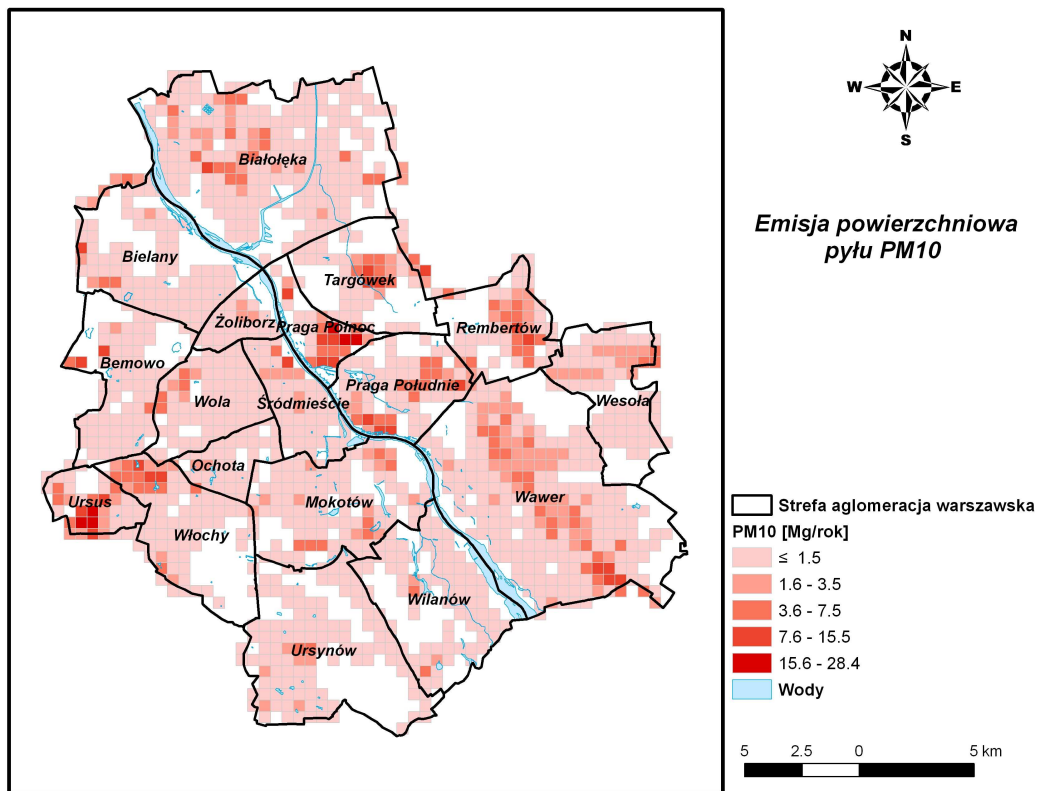 N
W E
S
Emisja powierzchniowa
pyłu PM10
Białołęka
Bielany
Targówek
Żoliborz
Praga Północ
Rembertów
Bemowo
Praga Południe
Wola
Śródmieście
Wesoła
Ochota
Ursus
Mokotów
Wawer
Włochy
Wilanów
Ursynów
Strefa aglomeracja warszawska
PM10 [Mg/rok]
≤ 1.5
1.6 - 3.5
3.6 - 7.5
7.6 - 15.5
15.6 - 28.4
Wody
5 2.5 0 5 km